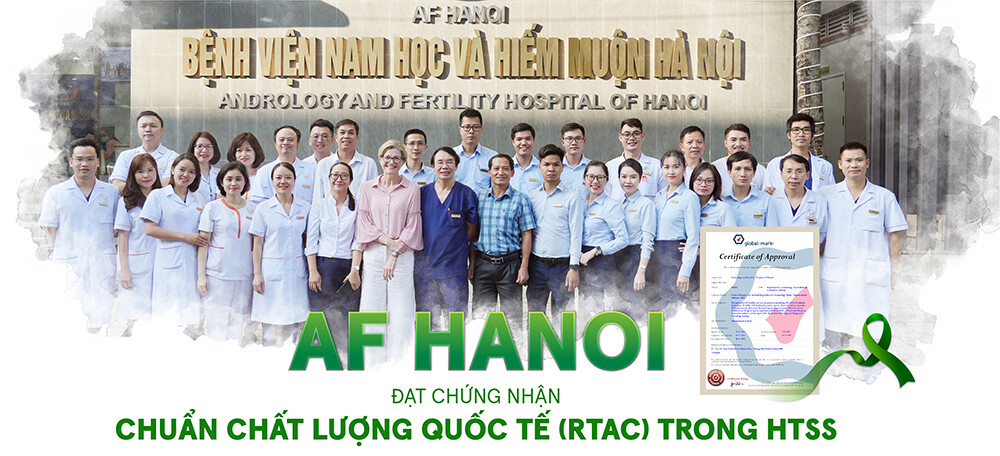 AF HANOI
BỆNH VIỆN NAM HỌC VÀ HIẾM MUỘN HÀ NỘI
ANDROLOGY AND FERTILITY HOSPITAL OF HANOI
global-mark
Certificate of Approval
AF HANOI
ĐẠT CHỨNG NHẬN
CHUẨN CHẤT LƯỢNG QUỐC TẾ (RTAC) TRONG HTSS